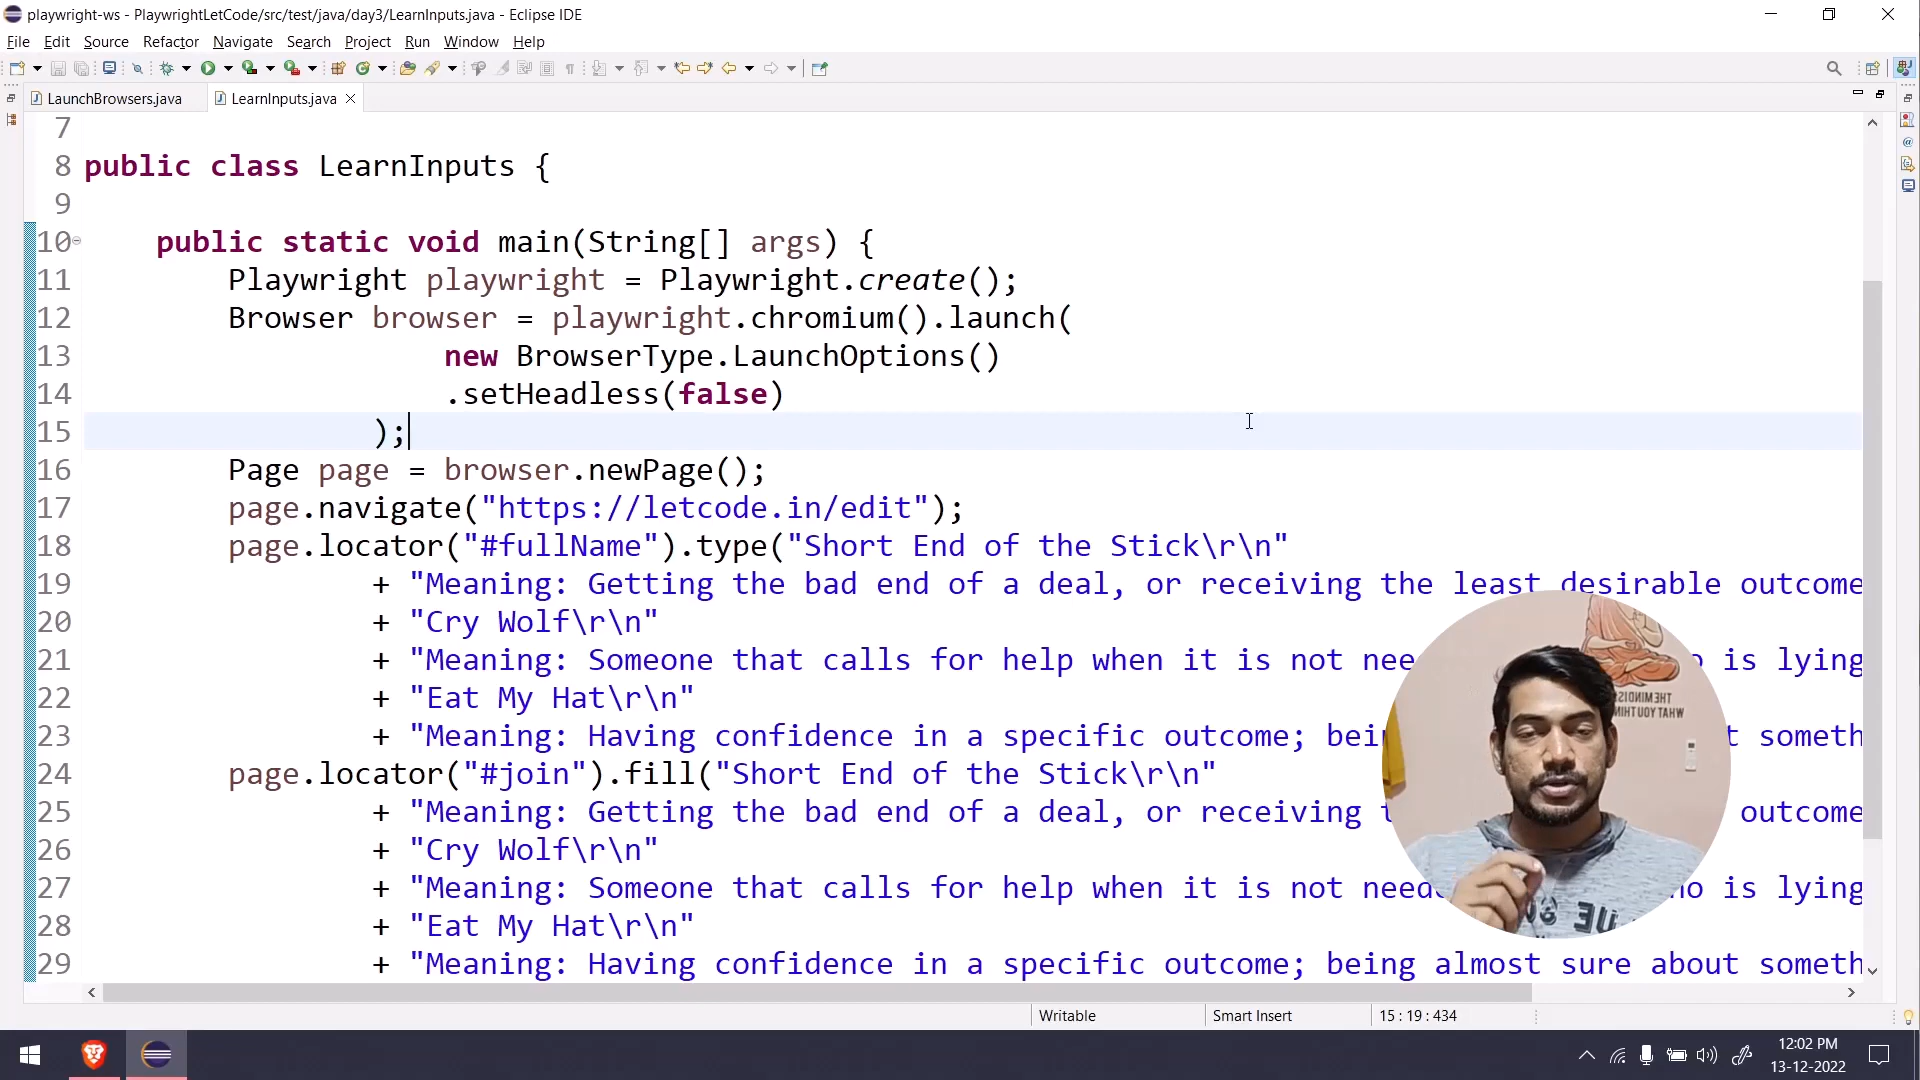 playwright-ws - PlaywrightLetCode/src/test/java/day3/LearnInputs.java - Eclipse IDE
File Edit Source Refactor Navigate Search Project Run Window Help
LaunchBrowsers.java LearnInputs.java
7
8 public class LearnInputs {
9
10 public static void main(String[] args) {
11 Playwright playwright = Playwright.create();
12 Browser browser = playwright.chromium().launch(
13 new BrowserType.LaunchOptions()
14 .setHeadless(false)
15 );
16 Page page = browser.newPage();
17 page.navigate("https://letcode.in/edit");
18 page.locator("#fullName").type("Short End of the Stick\r\n"
19 + "Meaning: Getting the bad end of a deal, or receiving the least desirable outcome
20 + "Cry Wolf\r\n"
21 + "Meaning: Someone that calls for help when it is not nee is lying
22 + "Eat My Hat\r\n"
23 + "Meaning: Having confidence in a specific outcome; bei someth
24 page.locator("#join").fill("Short End of the Stick\r\n"
25 + "Meaning: Getting the bad end of a deal, or receiving outcome
26 + "Cry Wolf\r\n"
27 + "Meaning: Someone that calls for help when it is not need is lying
28 + "Eat My Hat\r\n"
29 + "Meaning: Having confidence in a specific outcome; being almost sure about someth
THE MIND IS
WHAT YOU THINK
Writable Smart Insert 15 : 19 : 434
12:02 PM
13-12-2022